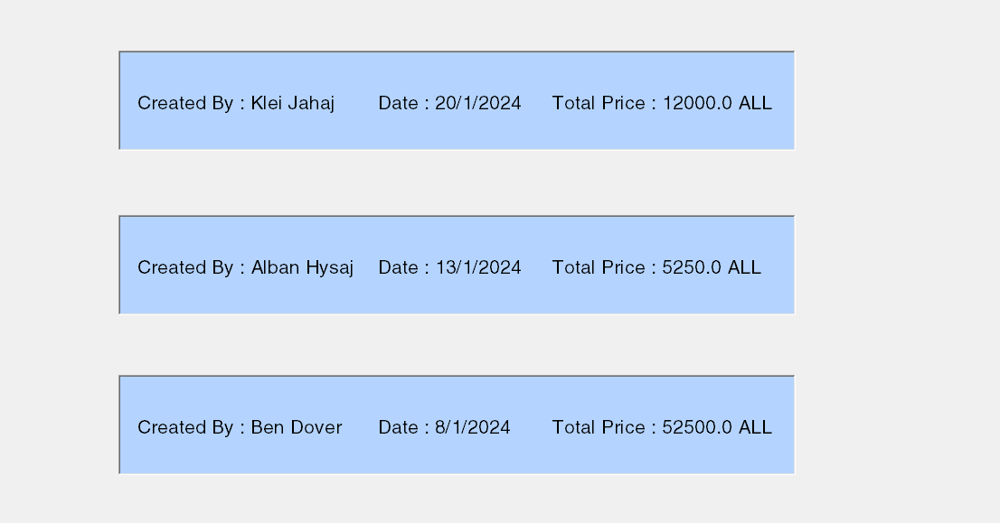 Created By : Klei Jahaj Date : 20/1/2024 Total Price : 12000.0 ALL
Created By : Alban Hysaj Date : 13/1/2024 Total Price : 5250.0 ALL
Created By : Ben Dover Date : 8/1/2024 Total Price : 52500.0 ALL